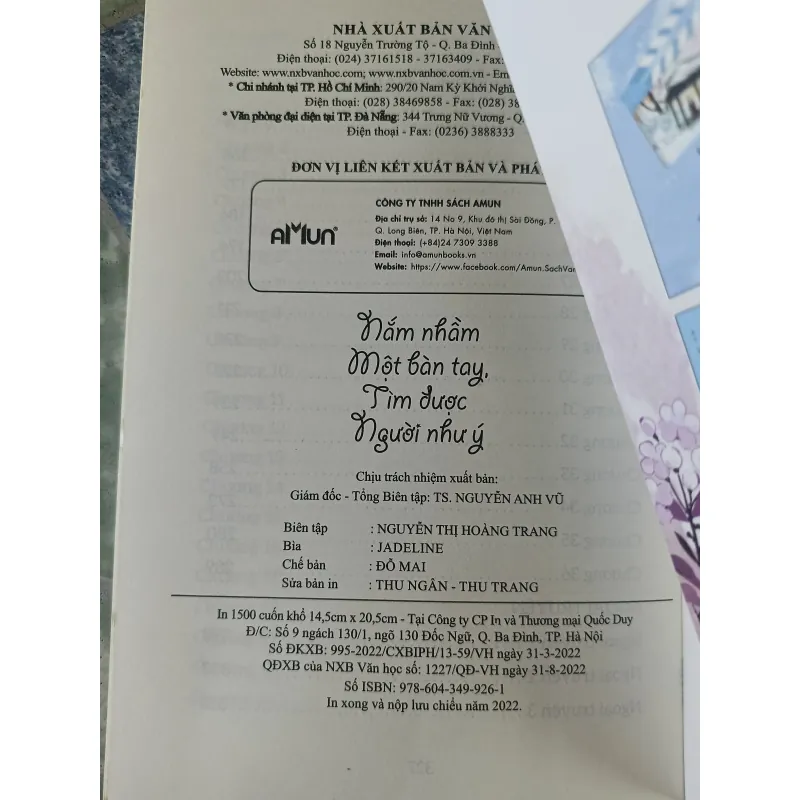 NHÀ XUẤT BẢN VĂN
Số 18 Nguyễn Trường Tộ - Q. Ba Đình -
Điện thoại: (024) 37161518 - 37163409 - Fax:
Website: www.nxbvanhoc.com; www.nxbvanhoc.com.vn - Em
* Chi nhánh tại TP. Hồ Chí Minh: 290/20 Nam Kỳ Khởi Nghĩa
Điện thoại: (028) 38469858 - Fax: (028) 38
* Văn phòng đại diện tại TP. Đà Nẵng: 344 Trưng Nữ Vương - Q.
Điện thoại - Fax: (0236) 3888333
ĐƠN VỊ LIÊN KẾT XUẤT BẢN VÀ PHÁ
AMUN
CÔNG TY TNHH SÁCH AMUN
Địa chỉ trụ sở: 14 No 9, Khu đô thị Sài Đồng, P.
Q. Long Biên, TP. Hà Nội, Việt Nam
Điện thoại: (+84)24 7309 3388
Email: info@amunbooks.vn
Website: https://www.facebook.com/Amun.SachVan
Nắm nhầm
Một bàn tay,
Tìm được
Người như ý
Chịu trách nhiệm xuất bản:
Giám đốc - Tổng Biên tập: TS. NGUYỄN ANH VŨ
Biên tập : NGUYỄN THỊ HOÀNG TRANG
Bìa : JADELINE
Chế bản : ĐỖ MAI
Sửa bản in : THU NGÂN - THU TRANG
In 1500 cuốn khổ 14,5cm x 20,5cm - Tại Công ty CP In và Thương mại Quốc Duy
Đ/C: Số 9 ngách 130/1, ngõ 130 Đốc Ngữ, Q. Ba Đình, TP. Hà Nội
Số ĐKXB: 995-2022/CXBIPH/13-59/VH ngày 31-3-2022
QĐXB của NXB Văn học số: 1227/QĐ-VH ngày 31-8-2022
Số ISBN: 978-604-349-926-1
In xong và nộp lưu chiểu năm 2022.